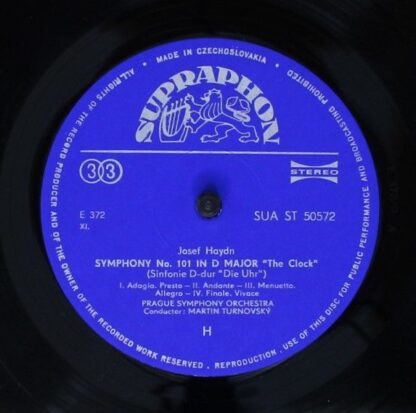 • MADE IN CZECHOSLOVAKIA •
ALL RIGHTS OF THE RECORD PRODUCER AND OF THE OWNER OF THE RECORDED WORK RESERVED . REPRODUCTION . USE OF THIS DISC FOR PUBLIC PERFORMANCE AND BROADCASTING PROHIBITED
SUPRAPHON
33
STEREO
E 372
SUA ST 50572
XI.
Josef Haydn
SYMPHONY No. 101 IN D MAJOR "The Clock"
(Sinfonie D-dur "Die Uhr")
I. Adagio. Presto – II. Andante – III. Menuetto.
Allegro – IV. Finale. Vivace
PRAGUE SYMPHONY ORCHESTRA
Conductor: MARTIN TURNOVSKÝ
H